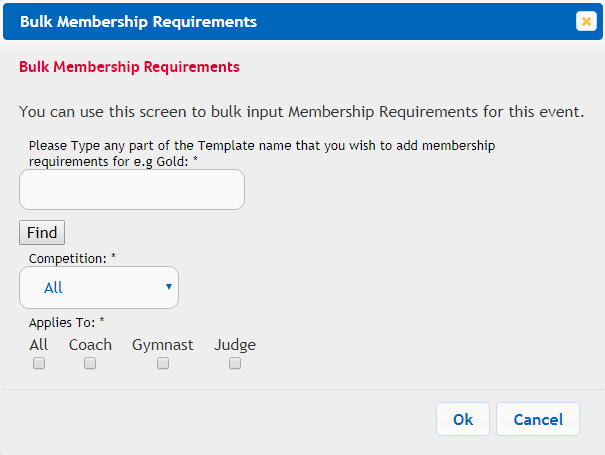 Bulk Membership Requirements
Bulk Membership Requirements
You can use this screen to bulk input Membership Requirements for this event.
Please Type any part of the Template name that you wish to add membership
requirements for e.g Gold: *
Find
Competition: *
All
Applies To: *
All Coach Gymnast Judge
Ok Cancel